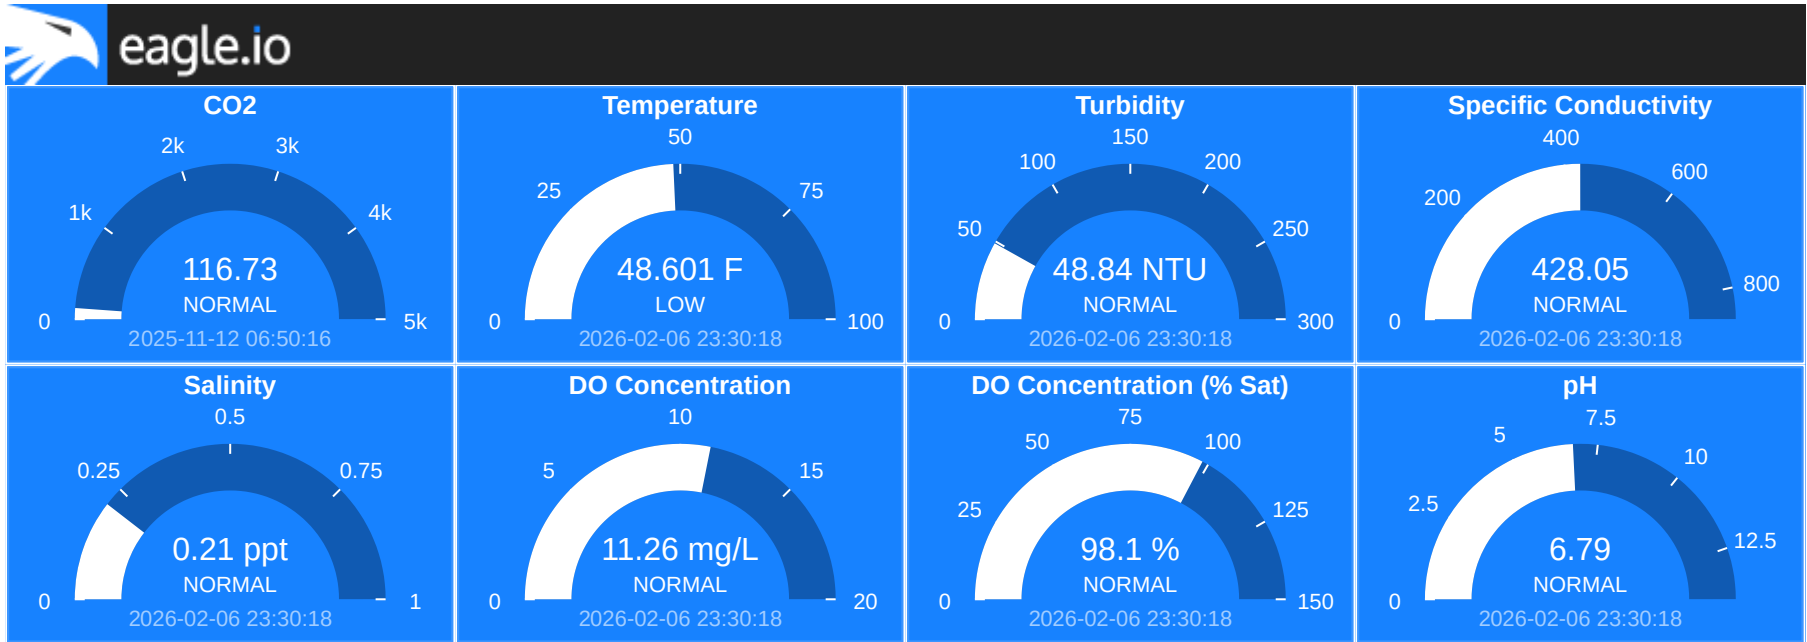 eagle.io
CO2
0
1k
2k
3k
4k
5k
116.73
NORMAL
2025-11-12 06:50:16
Temperature
0
25
50
75
100
48.601 F
LOW
2026-02-06 23:30:18
Turbidity
0
50
100
150
200
250
300
48.84 NTU
NORMAL
2026-02-06 23:30:18
Specific Conductivity
0
200
400
600
800
428.05
NORMAL
2026-02-06 23:30:18
Salinity
0
0.25
0.5
0.75
1
0.21 ppt
NORMAL
2026-02-06 23:30:18
DO Concentration
0
5
10
15
20
11.26 mg/L
NORMAL
2026-02-06 23:30:18
DO Concentration (% Sat)
0
25
50
75
100
125
150
98.1 %
NORMAL
2026-02-06 23:30:18
pH
0
2.5
5
7.5
10
12.5
6.79
NORMAL
2026-02-06 23:30:18